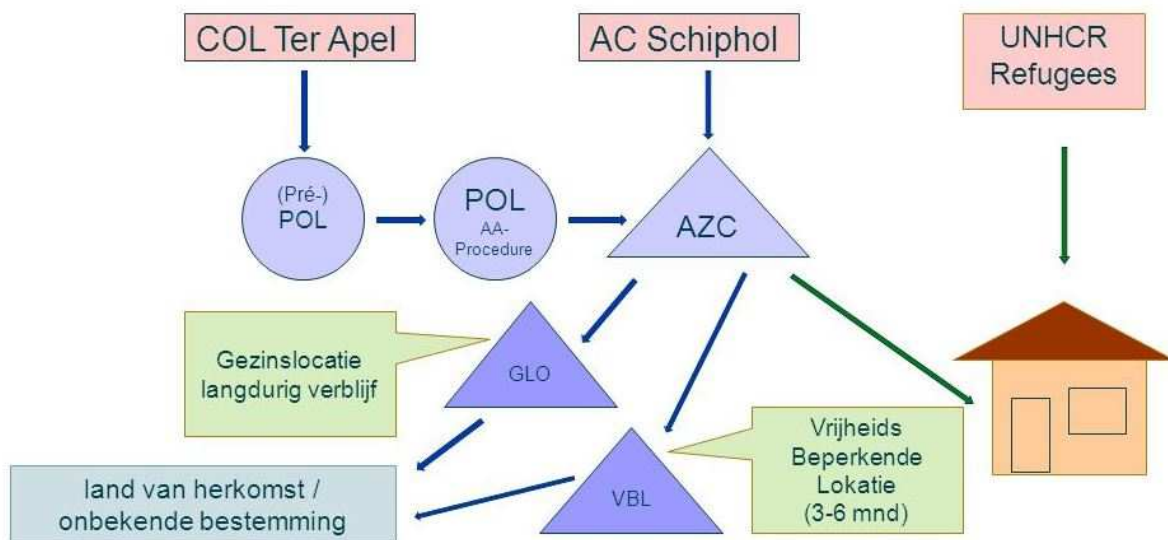 COL Ter Apel
AC Schiphol
UNHCR
Refugees
(Pré-)
POL
POL
AA-
Procedure
AZC
Gezinslocatie
langdurig verblijf
GLO
Vrijheids
Beperkende
Lokatie
(3-6 mnd)
VBL
land van herkomst /
onbekende bestemming